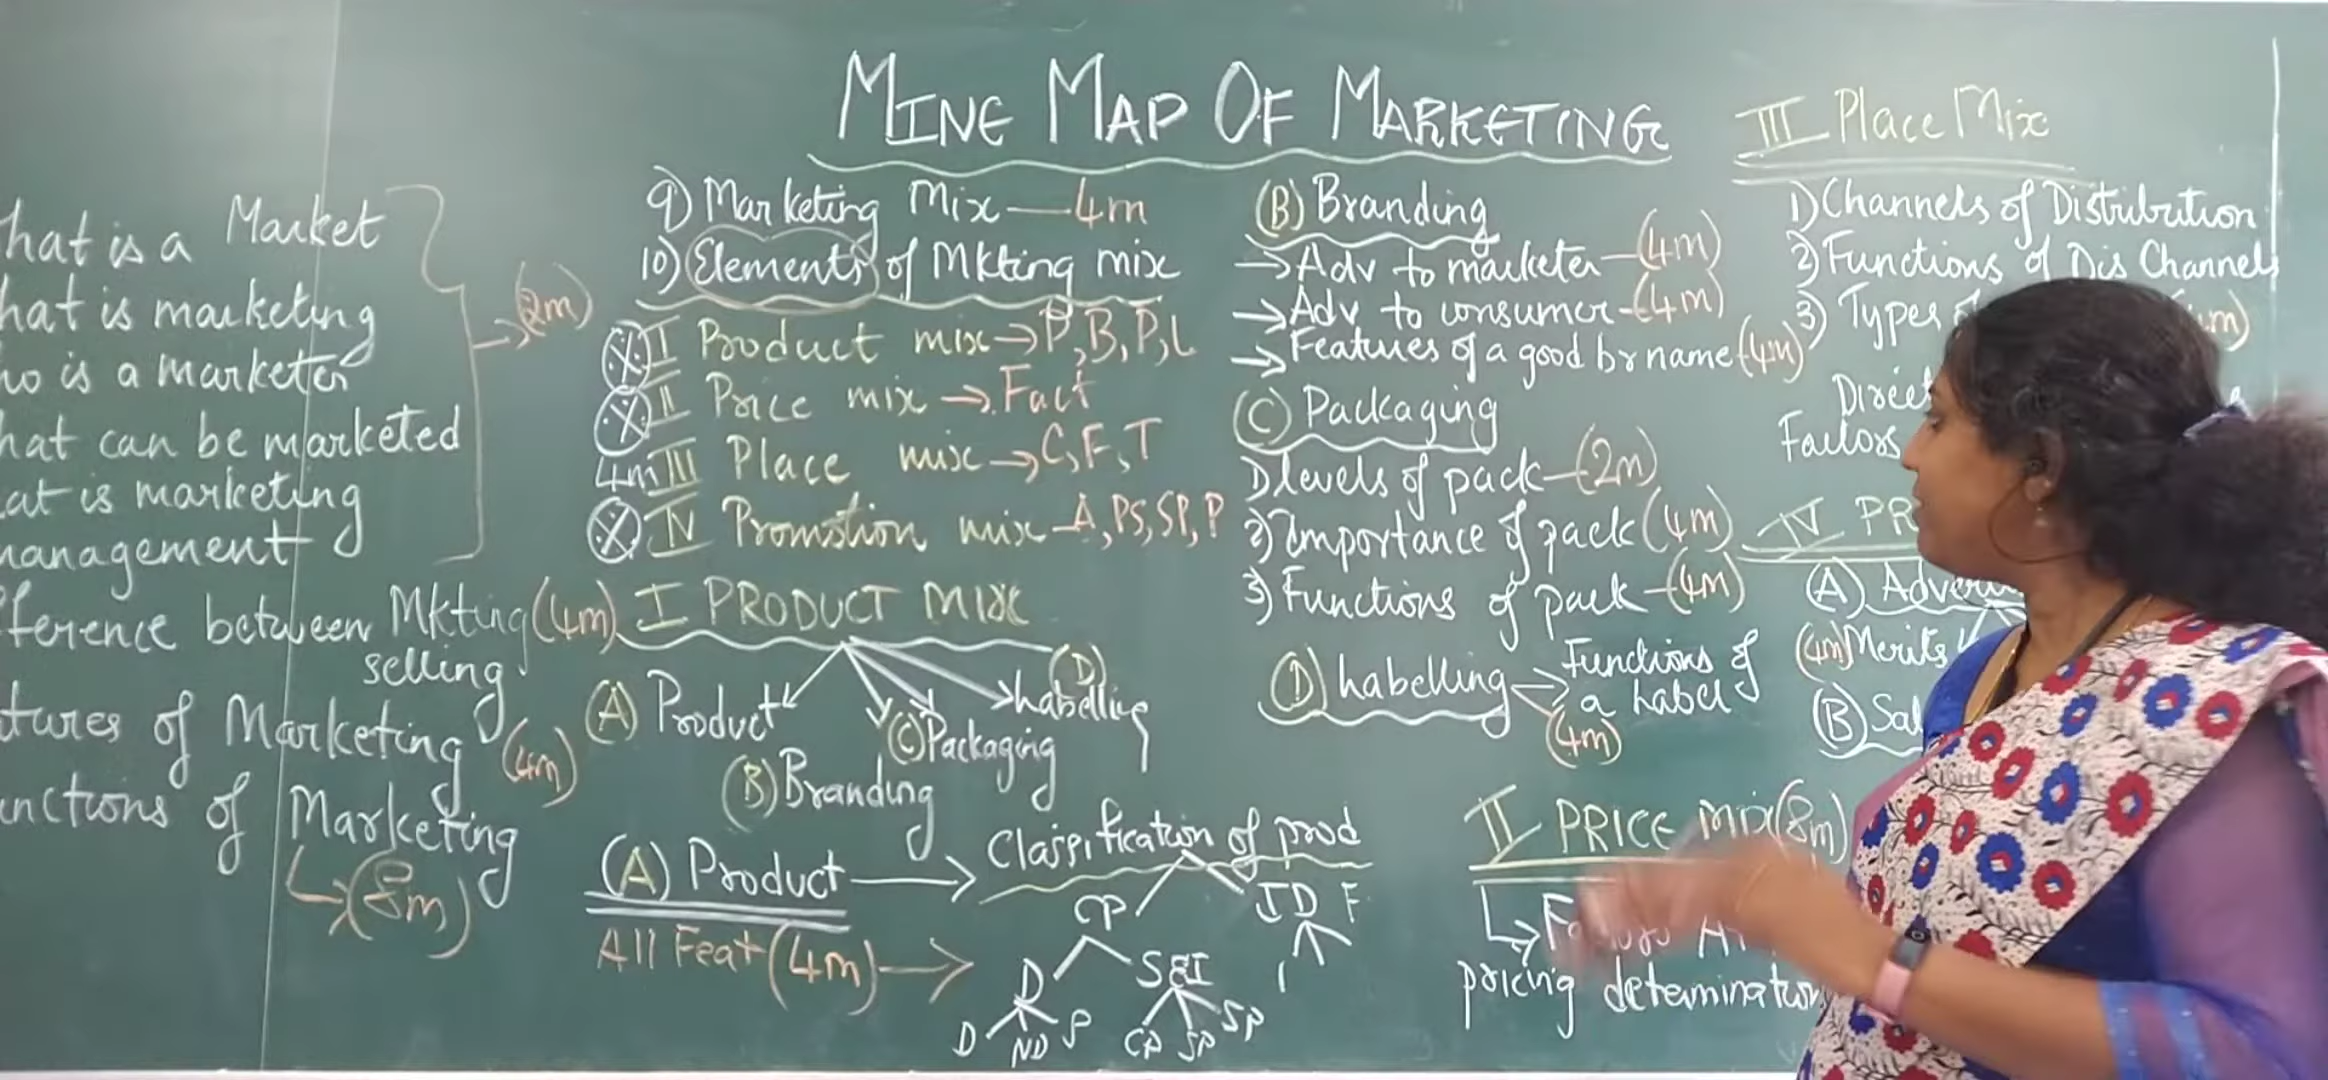 MINE MAP OF MARKETING
hat is a Market
hat is marketing
ho is a marketer
hat can be marketed
at is marketing
management
(2m)
fference between Mkting (4m)
selling
tures of Marketing (4m)
unctions of Marketing
(8m)
9) Marketing Mix — 4m
10) Elements of Mkting mix
I Product mix → P, B, P, L
II Price mix → Fact
4m III Place mix → C, F, T
IV Promotion mix - A, PS, SP, P
I PRODUCT MIX
(A) Product
(B) Branding
(C) Packaging
(D) Labelling
(A) Product → Classification of prod
All Feat (4m) →
CP
ID F
D
S & I
D ND P
CP SP SP
(B) Branding
→ Adv to marketer — (4m)
→ Adv to consumer - (4m)
→ Features of a good br name (4m)
(C) Packaging
1) levels of pack — (2m)
2) Importance of pack (4m)
3) Functions of pack - (4m)
(D) Labelling
Functions of
a Label
(4m)
II PRICE MIX (8m)
pricing determination
III Place Mix
1) Channels of Distribution
2) Functions of Dis Channels
3) Types
Direct
Factors
IV PR
(A) Adver
(4m) Merits
(B) Sal